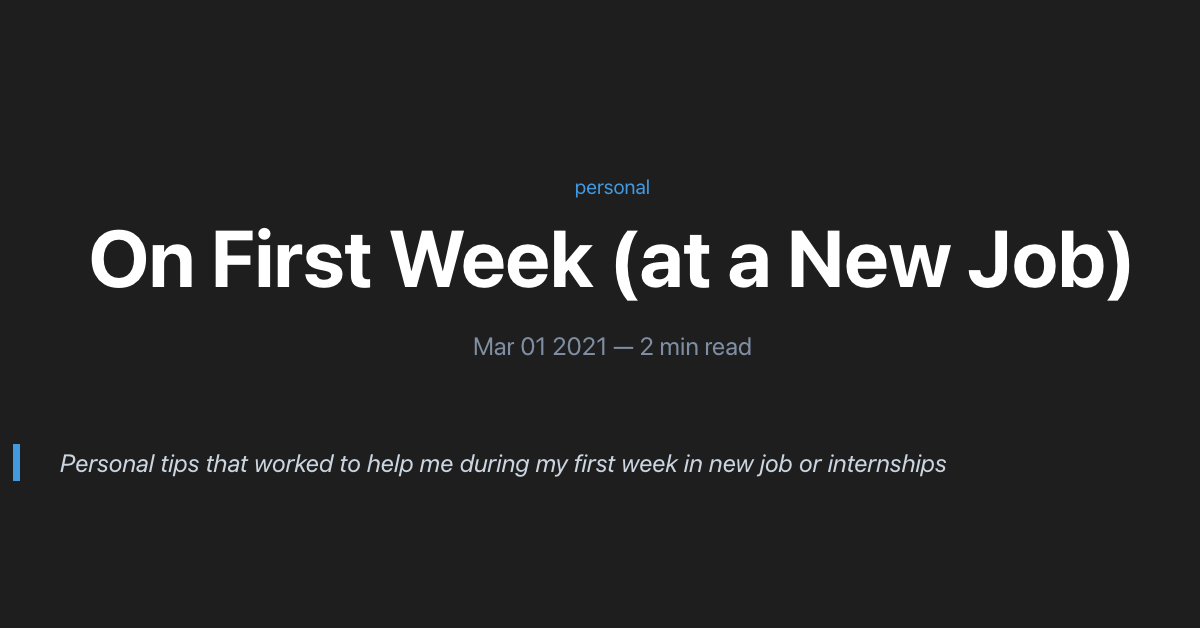 personal
On First Week (at a New Job)
Mar 01 2021 — 2 min read
Personal tips that worked to help me during my first week in new job or internships